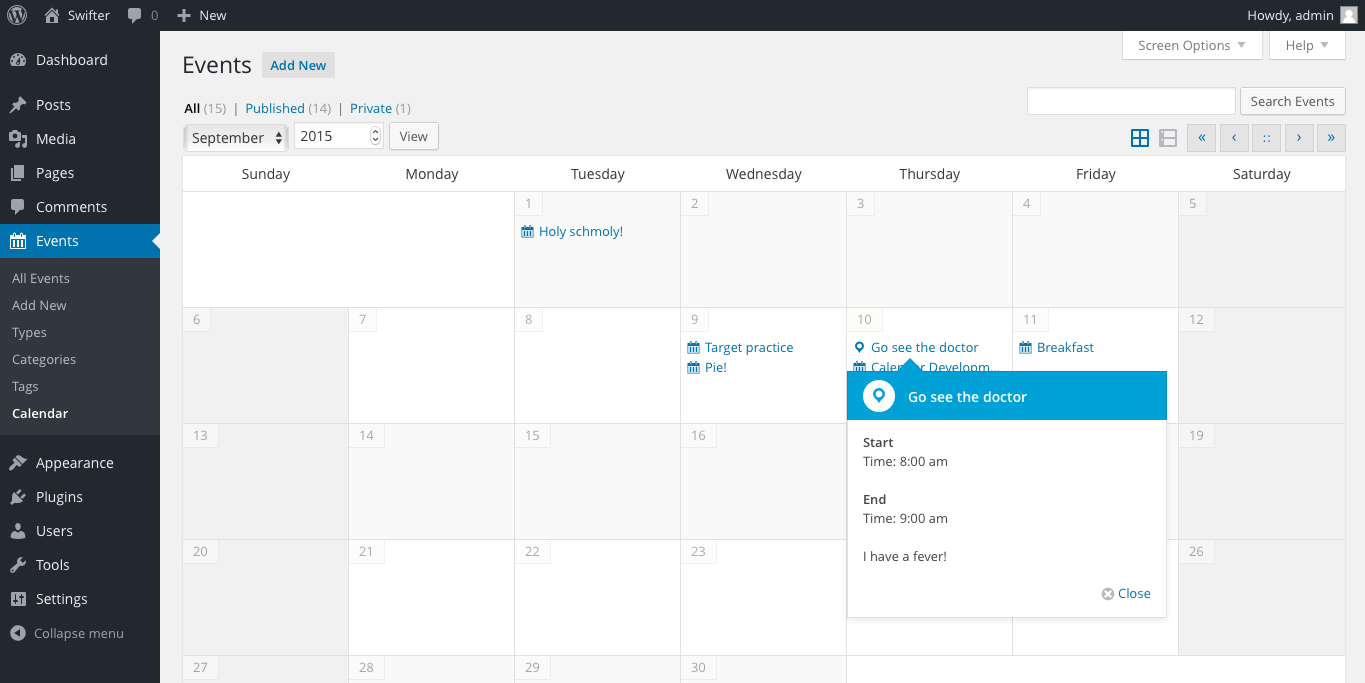 Swifter 0 New Howdy, admin
Dashboard
Posts
Media
Pages
Comments
Events
All Events
Add New
Types
Categories
Tags
Calendar
Appearance
Plugins
Users
Tools
Settings
Collapse menu
Screen Options Help
Events Add New
All (15) | Published (14) | Private (1)
Search Events
September 2015 View
« ‹ :: › »
Sunday Monday Tuesday Wednesday Thursday Friday Saturday
1 2 3 4 5
Holy schmoly!
6 7 8 9 10 11 12
Target practice Go see the doctor Breakfast
Pie! Developm...
Go see the doctor
Start
Time: 8:00 am
End
Time: 9:00 am
I have a fever!
Close
13 14 15 16 19
20 21 22 23 26
27 28 29 30